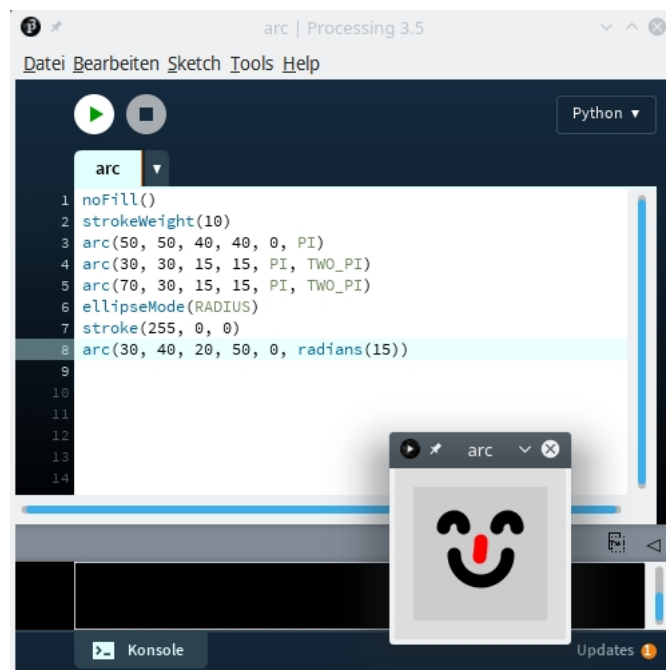 arc | Processing 3.5
Datei Bearbeiten Sketch Tools Help
Python ▼
arc ▼
1 noFill()
2 strokeWeight(10)
3 arc(50, 50, 40, 40, 0, PI)
4 arc(30, 30, 15, 15, PI, TWO_PI)
5 arc(70, 30, 15, 15, PI, TWO_PI)
6 ellipseMode(RADIUS)
7 stroke(255, 0, 0)
8 arc(30, 40, 20, 50, 0, radians(15))
9
10
11
12
13
14
arc
Konsole
Updates 1